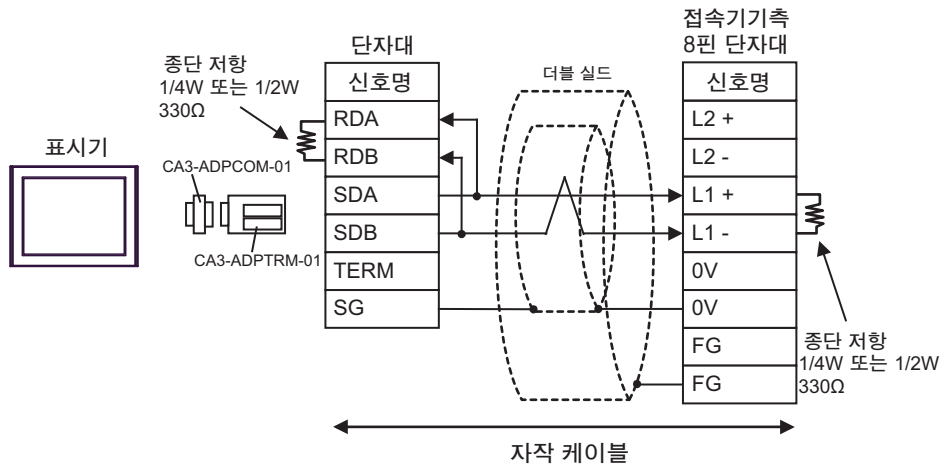 접속기기측
8핀 단자대
단자대
종단 저항
1/4W 또는 1/2W
330Ω
더블 실드
신호명
신호명
RDA
L2 +
표시기
RDB
L2 -
CA3-ADPCOM-01
SDA
L1 +
SDB
L1 -
CA3-ADPTRM-01
TERM
0V
SG
0V
FG
종단 저항
1/4W 또는 1/2W
330Ω
FG
자작 케이블